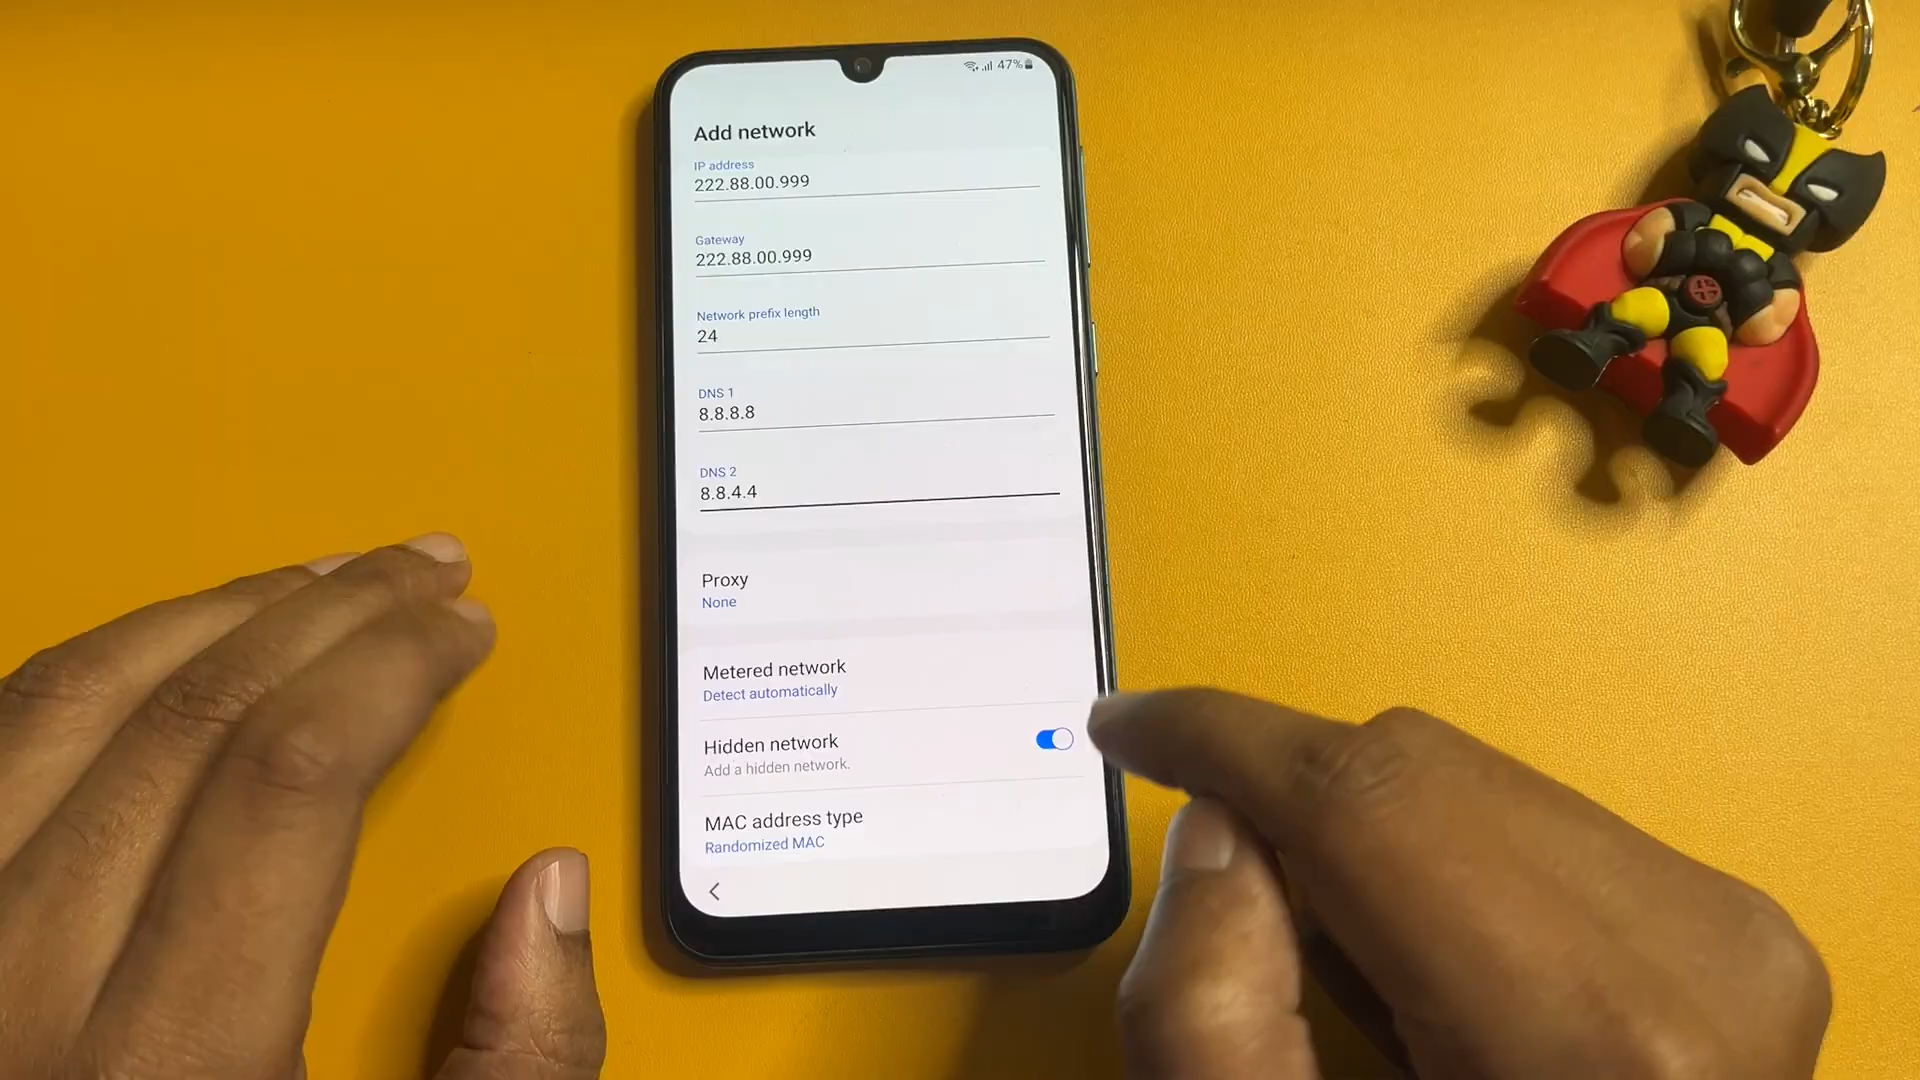 47%
Add network
IP address
222.88.00.999
Gateway
222.88.00.999
Network prefix length
24
DNS 1
8.8.8.8
DNS 2
8.8.4.4
Proxy
None
Metered network
Detect automatically
Hidden network
Add a hidden network.
MAC address type
Randomized MAC